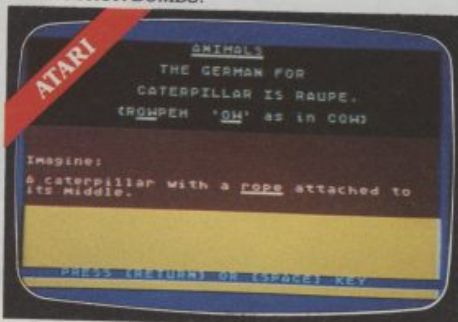 ATARI
ANIMALS
THE GERMAN FOR
CATERPILLAR IS RAUPE.
(ROWPEH 'OW' as in COW)
Imagine:
A caterpillar with a rope attached to
its middle.
PRESS [RETURN] OR [SPACE] KEY